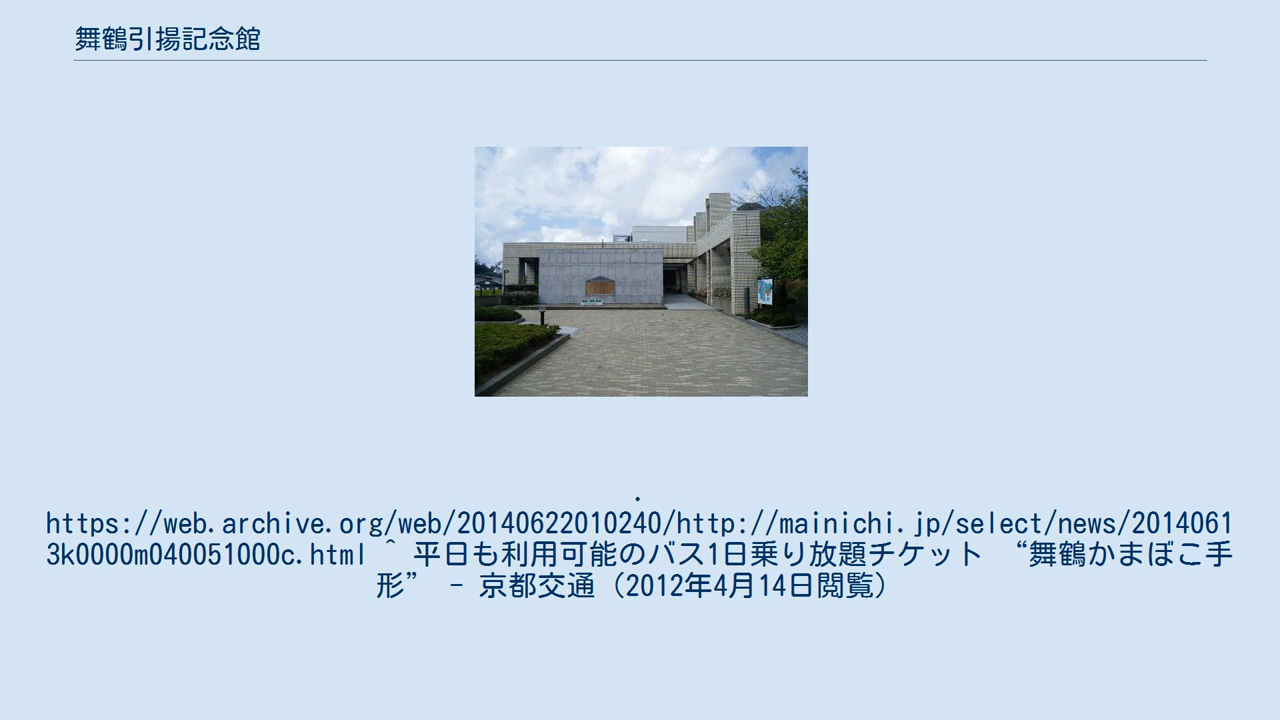 舞鶴引揚記念館
.
https://web.archive.org/web/20140622010240/http://mainichi.jp/select/news/2014061
3k0000m040051000c.html ^ 平日も利用可能のバス1日乗り放題チケット　“舞鶴かまぼこ手
形” - 京都交通（2012年4月14日閲覧）